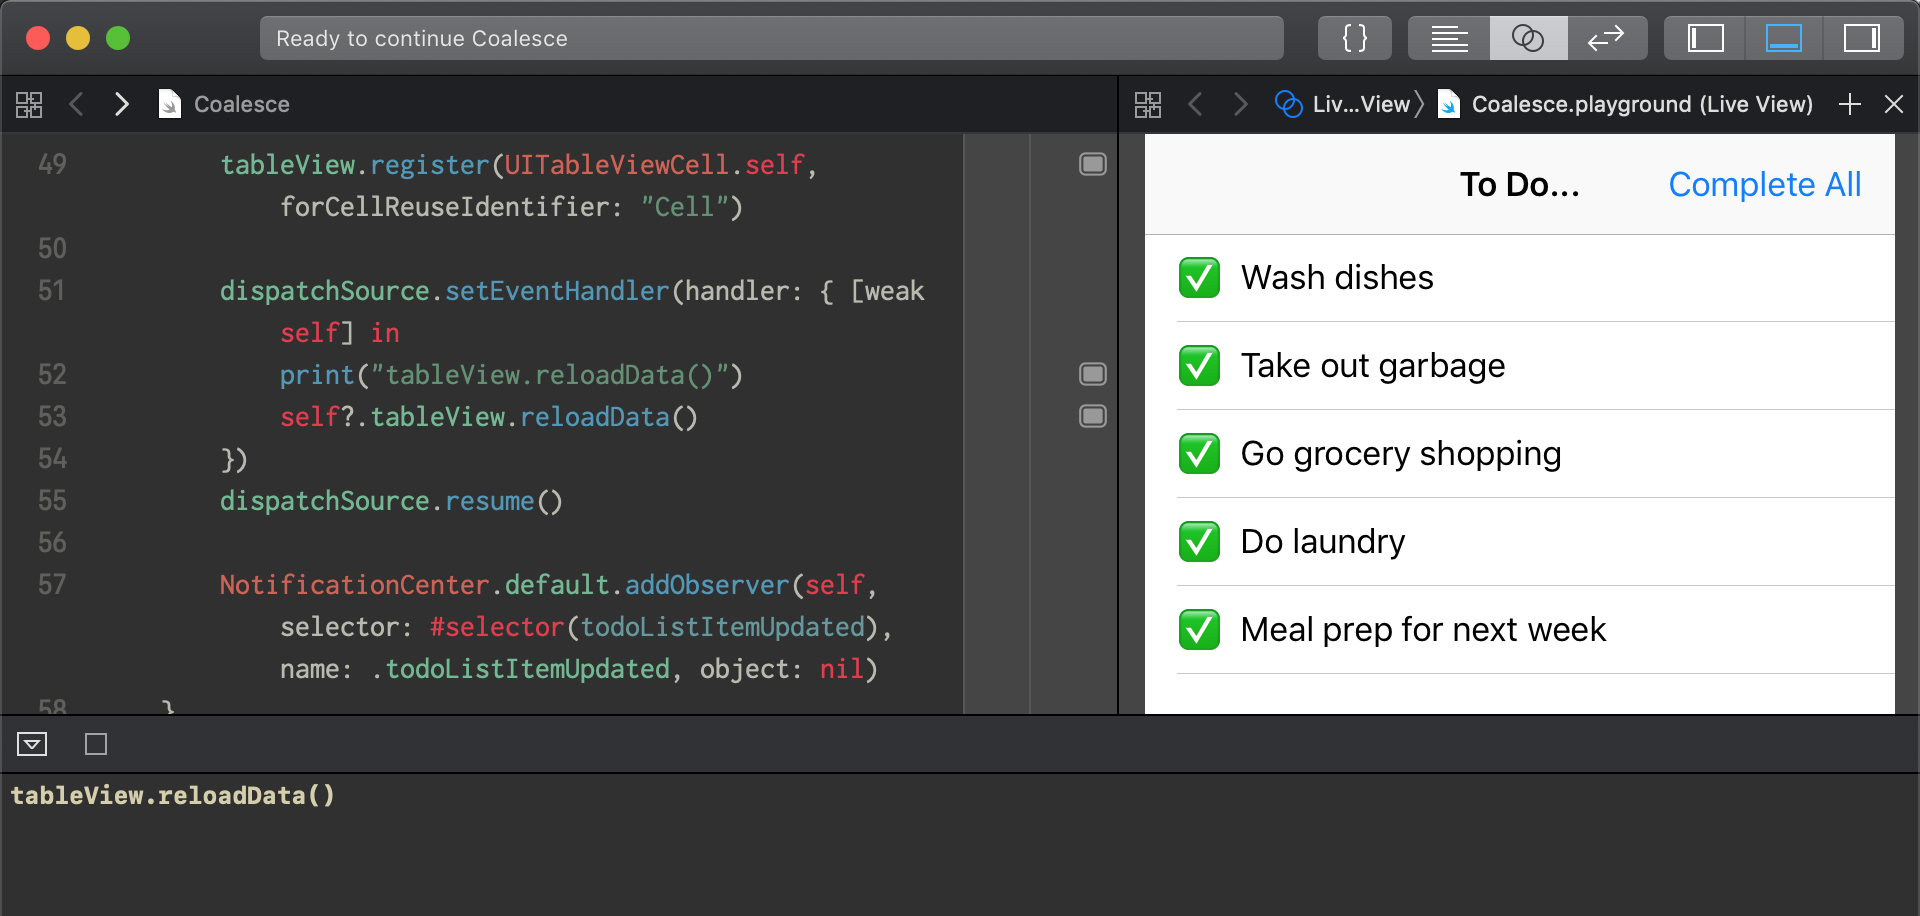 Ready to continue Coalesce
{ }
Coalesce
49 tableView.register(UITableViewCell.self,
forCellReuseIdentifier: "Cell")
50
51 dispatchSource.setEventHandler(handler: { [weak
self] in
52 print("tableView.reloadData()")
53 self?.tableView.reloadData()
54 })
55 dispatchSource.resume()
56
57 NotificationCenter.default.addObserver(self,
selector: #selector(todoListItemUpdated),
name: .todoListItemUpdated, object: nil)
58 }
Liv...View 〉 Coalesce.playground (Live View)
To Do... Complete All
✅ Wash dishes
✅ Take out garbage
✅ Go grocery shopping
✅ Do laundry
✅ Meal prep for next week
tableView.reloadData()